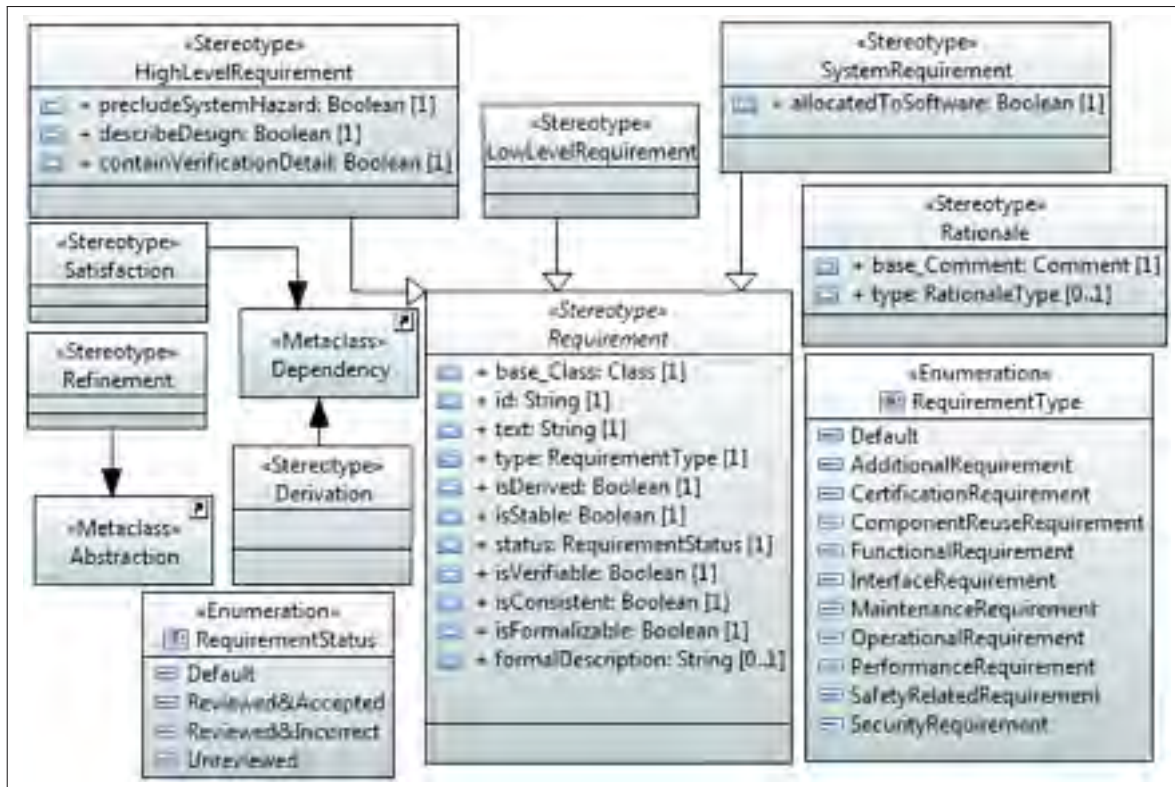 «Stereotype»
HighLevelRequirement
+ precludeSystemHazard: Boolean [1]
+ describeDesign: Boolean [1]
+ containVerificationDetail: Boolean [1]
«Stereotype»
LowLevelRequirement
«Stereotype»
SystemRequirement
+ allocatedToSoftware: Boolean [1]
«Stereotype»
Rationale
+ base_Comment: Comment [1]
+ type: RationaleType [0..1]
«Stereotype»
Satisfaction
«Stereotype»
Refinement
«Metaclass»
Dependency
«Stereotype»
Derivation
«Metaclass»
Abstraction
«Stereotype»
Requirement
+ base_Class: Class [1]
+ id: String [1]
+ text: String [1]
+ type: RequirementType [1]
+ isDerived: Boolean [1]
+ isStable: Boolean [1]
+ status: RequirementStatus [1]
+ isVerifiable: Boolean [1]
+ isConsistent: Boolean [1]
+ isFormalizable: Boolean [1]
+ formalDescription: String [0..1]
«Enumeration»
RequirementType
Default
AdditionalRequirement
CertificationRequirement
ComponentReuseRequirement
FunctionalRequirement
InterfaceRequirement
MaintenanceRequirement
OperationalRequirement
PerformanceRequirement
SafetyRelatedRequirement
SecurityRequirement
«Enumeration»
RequirementStatus
Default
Reviewed&Accepted
Reviewed&Incorrect
Unreviewed